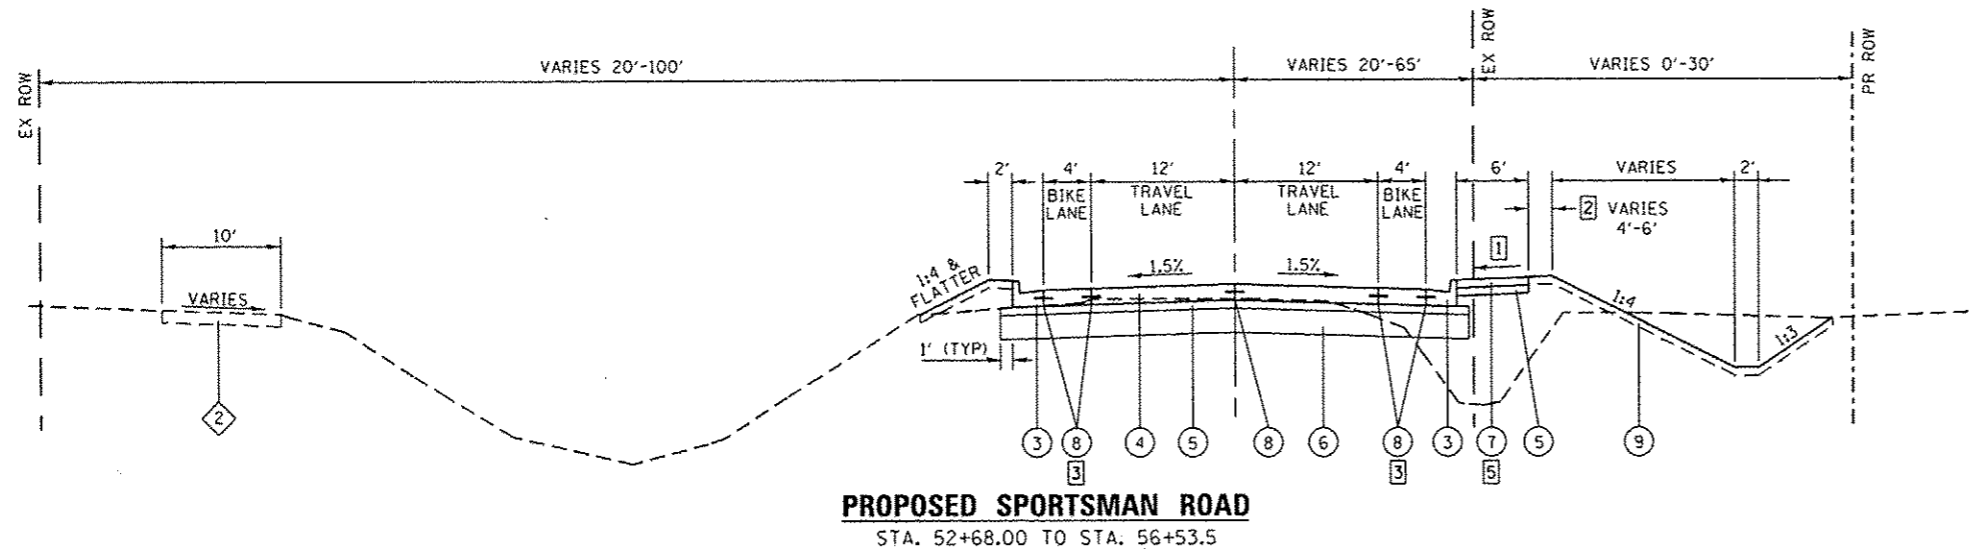 EX ROW
VARIES 20'-100'
VARIES 20'-65'
EX ROW
VARIES 0'-30'
PR ROW
10'
VARIES
2
1:4 &
FLATTER
2'
4'
BIKE
LANE
12'
TRAVEL
LANE
12'
TRAVEL
LANE
4'
BIKE
LANE
6'
VARIES
2'
2 VARIES
4'-6'
1
1.5%
1.5%
1:4
1:3
1' (TYP)
3
8
4
5
8
6
8
3
7
5
9
3
3
5
PROPOSED SPORTSMAN ROAD
STA. 52+68.00 TO STA. 56+53.5